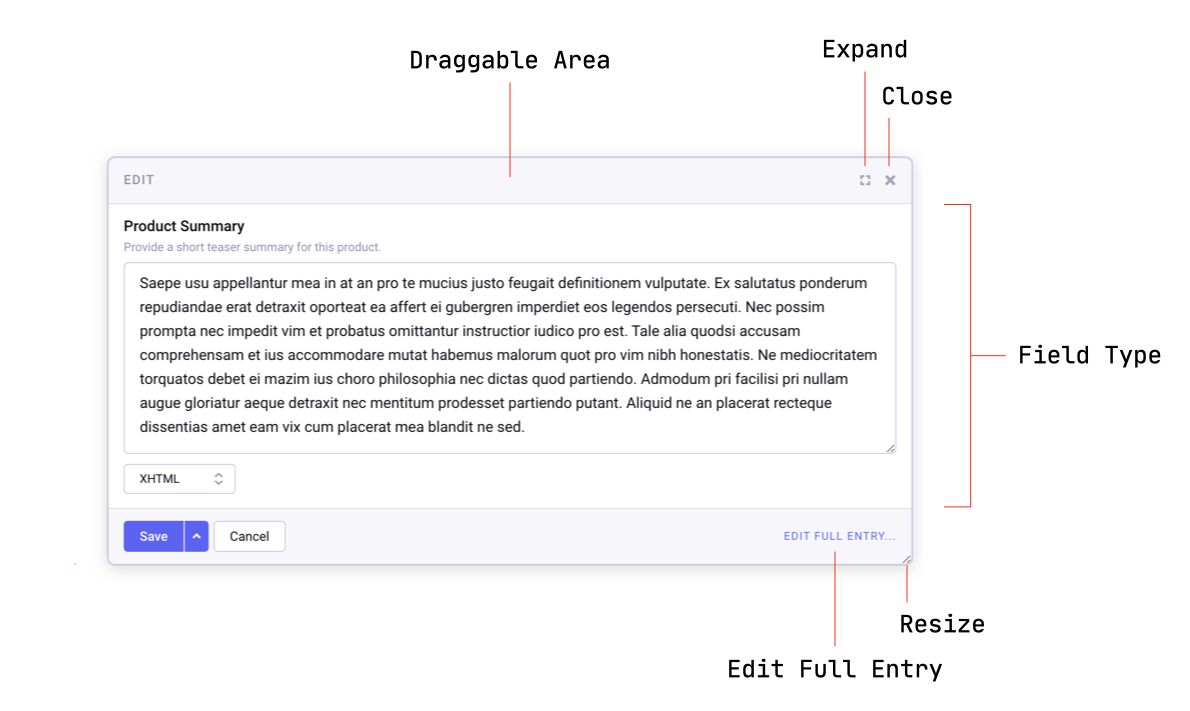 Draggable Area
Expand
Close
EDIT
Product Summary
Provide a short teaser summary for this product.
Saepe usu appellantur mea in at an pro te mucius justo feugait definitionem vulputate. Ex salutatus ponderum
repudiandae erat detraxit oporteat ea affert ei gubergren imperdiet eos legendos persecuti. Nec possim
prompta nec impedit vim et probatus omittantur instructior iudico pro est. Tale alia quodsi accusam
comprehensam et ius accommodare mutat habemus malorum quot pro vim nibh honestatis. Ne mediocritatem
torquatos debet ei mazim ius choro philosophia nec dictas quod partiendo. Admodum pri facilisi pri nullam
augue gloriatur aeque detraxit nec mentitum prodesset partiendo putant. Aliquid ne an placerat recteque
dissentias amet eam vix cum placerat mea blandit ne sed.
Field Type
XHTML
Save
Cancel
EDIT FULL ENTRY...
Resize
Edit Full Entry